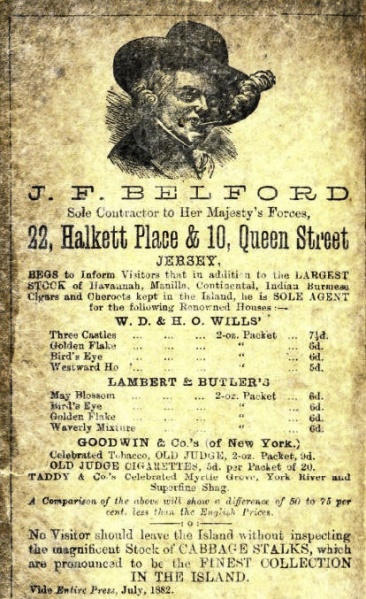 J. F. BELFORD
Sole Contractor to Her Majesty's Forces,
22, Halkett Place & 10, Queen Street
JERSEY,
BEGS to Inform Visitors that in addition to the LARGEST
STOCK of Havannah, Manilla, Continental, Indian Burmese
Cigars and Cheroots kept in the Island, he is SOLE AGENT
for the following Renowned Houses :—
W. D. & H. O. WILLS'
Three Castles ... ... ... 2-oz. Packet ... 7½d.
Golden Flake ... ... ... " ... 6d.
Bird's Eye ... ... ... " ... 6d.
Westward Ho ... ... ... " ... 5d.
LAMBERT & BUTLER'S
May Blossom ... ... 2-oz. Packet ... 6d.
Bird's Eye ... ... ... " ... 6d.
Golden Flake ... ... ... " ... 6d.
Waverly Mixture ... ... " ... 6d.
GOODWIN & Co.'s (of New York.)
Celebrated Tobacco, OLD JUDGE, 2-oz. Packet, 9d.
OLD JUDGE CIGARETTES, 5d. per Packet of 20.
TADDY & Co.'s Celebrated Myrtle Grove, York River and
Superfine Shag.
A Comparison of the above will show a difference of 50 to 75 per
cent. less than the English Prices.
—:o:—
No Visitor should leave the Island without inspecting
the magnificent Stock of CABBAGE STALKS, which
are pronounced to be the FINEST COLLECTION
IN THE ISLAND.
Vide Entire Press, July, 1882.